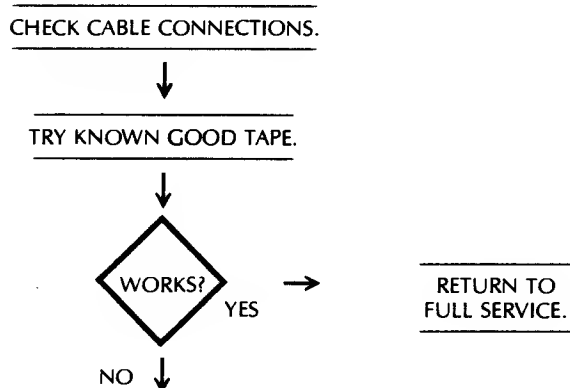 CHECK CABLE CONNECTIONS.
TRY KNOWN GOOD TAPE.
WORKS?
YES
RETURN TO
FULL SERVICE.
NO